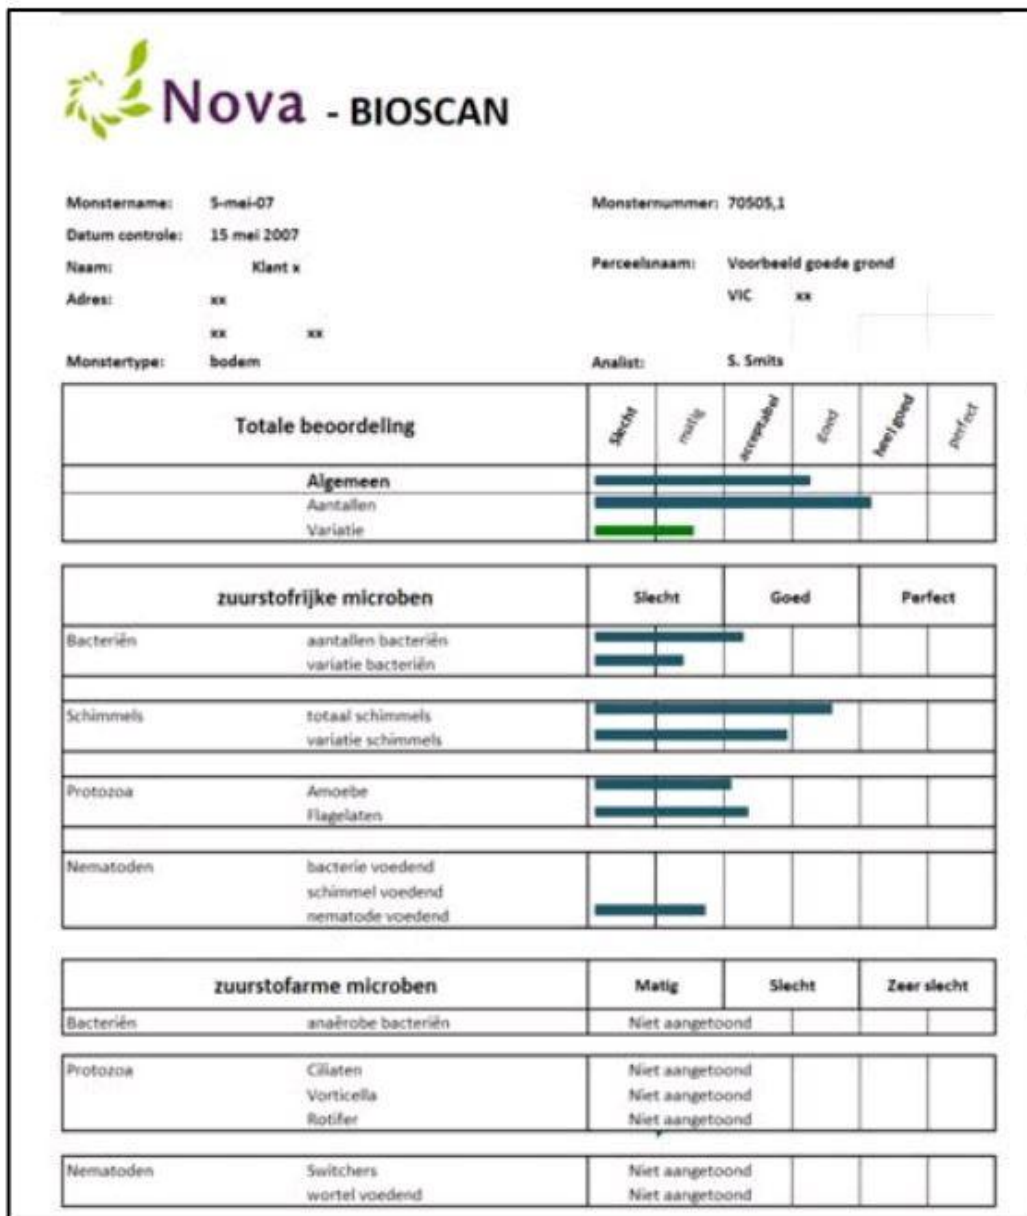 Nova - BIOSCAN
Monstername: 5-mei-07 Monsternummer: 70505,1
Datum controle: 15 mei 2007
Naam: Klant x Perceelsnaam: Voorbeeld goede grond
Adres: xx VIC xx
xx xx
Monstertype: bodem Analist: S. Smits
Totale beoordeling Slecht matig acceptabel goed heel goed perfect
Algemeen
Aantallen
Variatie
zuurstofrijke microben Slecht Goed Perfect
Bacteriën aantallen bacteriën
variatie bacteriën
Schimmels totaal schimmels
variatie schimmels
Protozoa Amoebe
Flagelaten
Nematoden bacterie voedend
schimmel voedend
nematode voedend
zuurstofarme microben Matig Slecht Zeer slecht
Bacteriën anaërobe bacteriën Niet aangetoond
Protozoa Ciliaten Niet aangetoond
Vorticella Niet aangetoond
Rotifer Niet aangetoond
Nematoden Switchers Niet aangetoond
wortel voedend Niet aangetoond